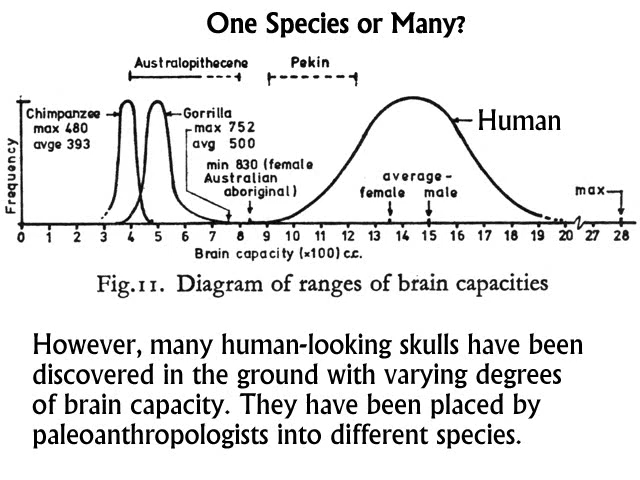 One Species or Many?
Australopithecene
Pekin
Chimpanzee
max 480
avge 393
Gorrilla
max 752
avg 500
Human
min 830 (female
Australian
aboriginal)
average-
female male
max
Frequency
0 1 2 3 4 5 6 7 8 9 10 11 12 13 14 15 16 17 18 19 20 27 28
Brain capacity (×100) c.c.
Fig.11. Diagram of ranges of brain capacities
However, many human-looking skulls have been
discovered in the ground with varying degrees
of brain capacity. They have been placed by
paleoanthropologists into different species.